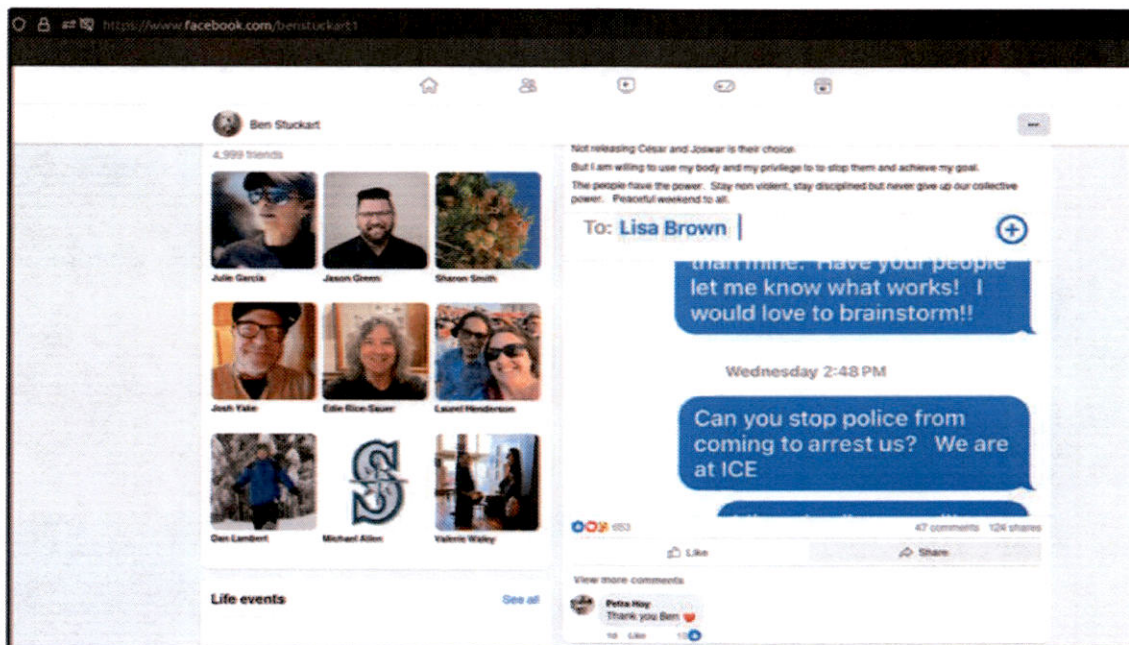 https://www.facebook.com/benstuckart1
Ben Stuckart
4,999 friends
Julie Garcia
Jason Green
Sharon Smith
Josh Yake
Edie Rice-Sauer
Laurel Henderson
Dan Lambert
S
Michael Allen
Valerie Waley
Life events
See all
Not releasing César and Joswar is their choice.
But I am willing to use my body and my privilege to to stop them and achieve my goal.
The people have the power. Stay non violent, stay disciplined but never give up our collective
power. Peaceful weekend to all.
To: Lisa Brown
than mine. Have your people
let me know what works! I
would love to brainstorm!!
Wednesday 2:48 PM
Can you stop police from
coming to arrest us? We are
at ICE
653
47 comments 124 shares
Like
Share
View more comments
Petra Hoy
Thank you Ben
1d Like